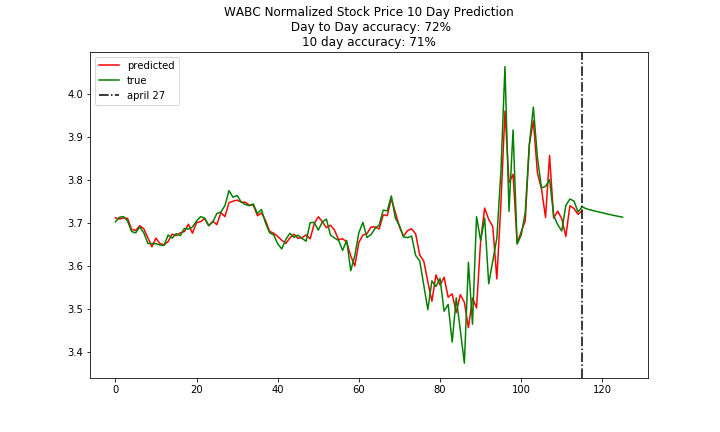 WABC Normalized Stock Price 10 Day Prediction
Day to Day accuracy: 72%
10 day accuracy: 71%
predicted
true
april 27
4.0
3.9
3.8
3.7
3.6
3.5
3.4
0 20 40 60 80 100 120